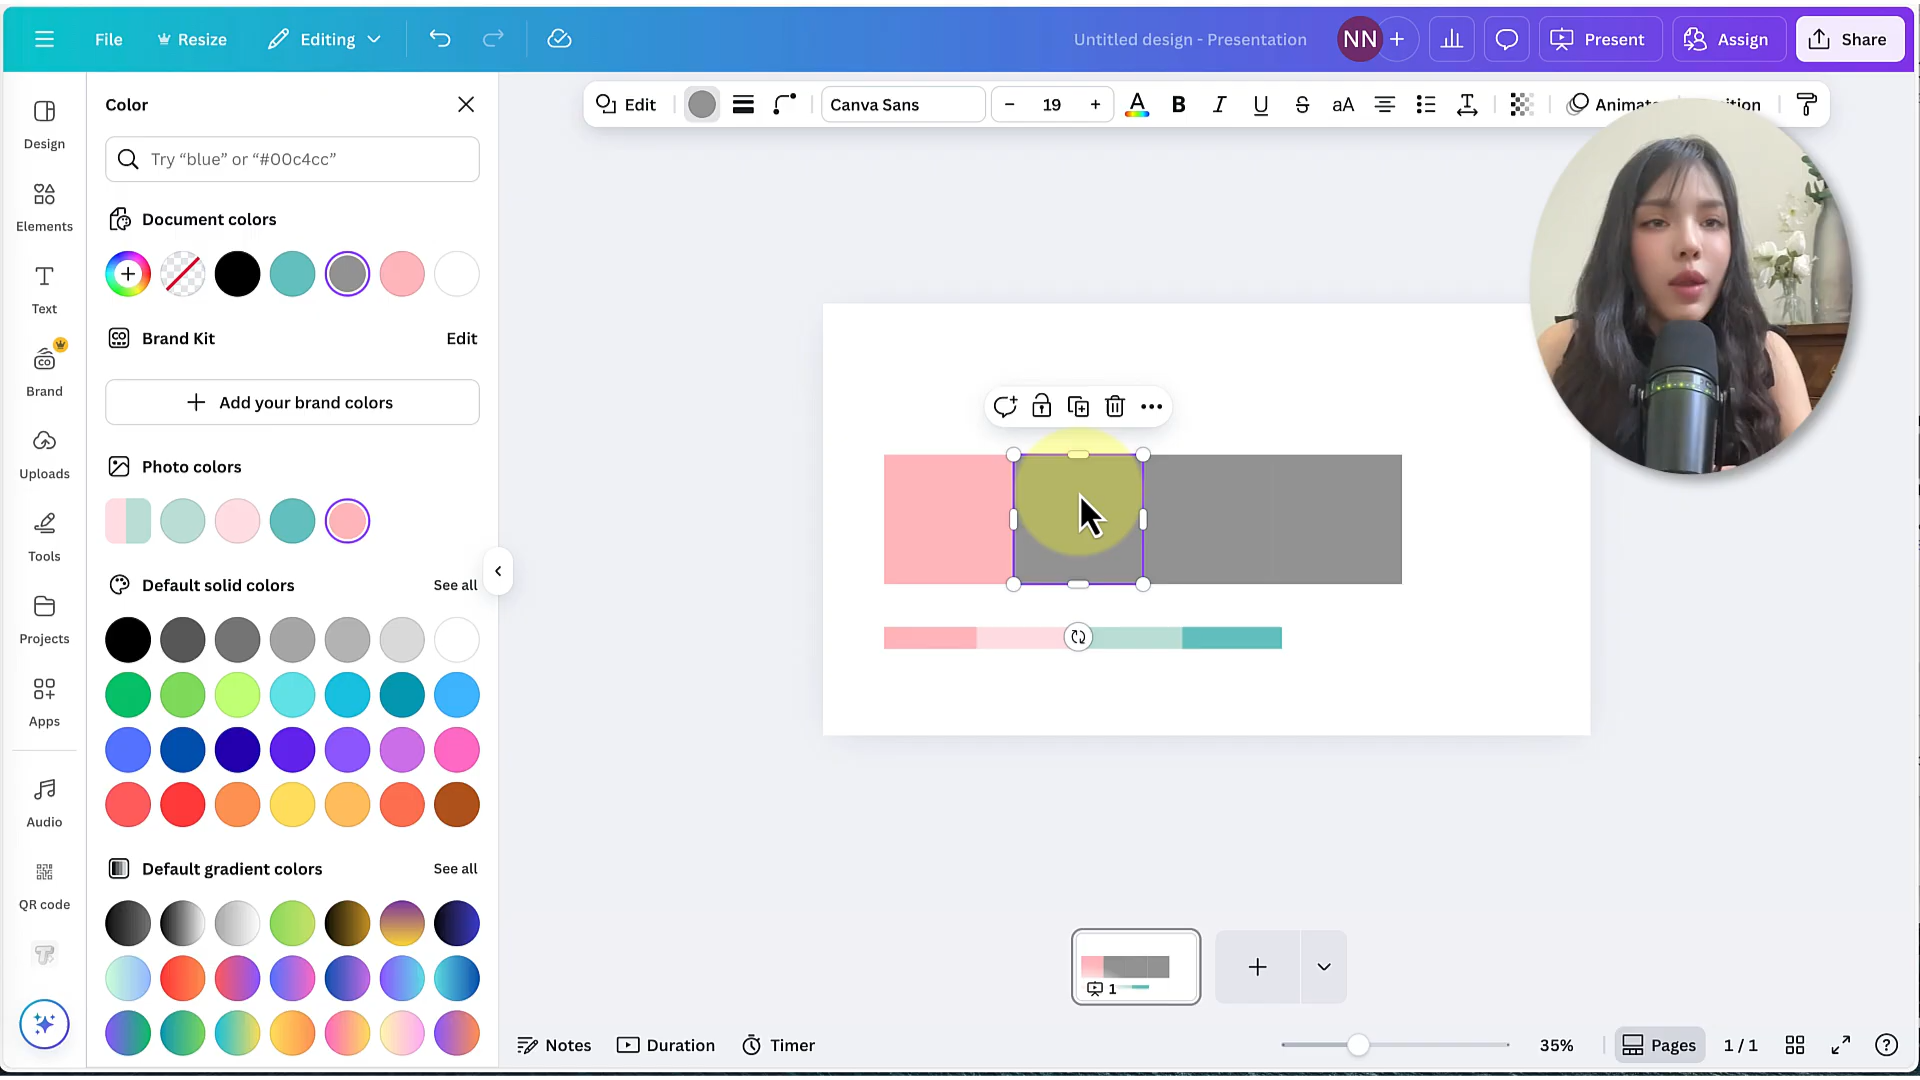 File
Resize
Editing
Untitled design - Presentation
NN
Present
Assign
Share
Design
Elements
Text
Brand
Uploads
Tools
Projects
Apps
Audio
QR code
Color
Try “blue” or “#00c4cc”
Document colors
Brand Kit
Edit
Add your brand colors
Photo colors
Default solid colors
See all
Default gradient colors
See all
Edit
Canva Sans
19
B
I
U
S
aA
1
Notes
Duration
Timer
35%
Pages
1 / 1